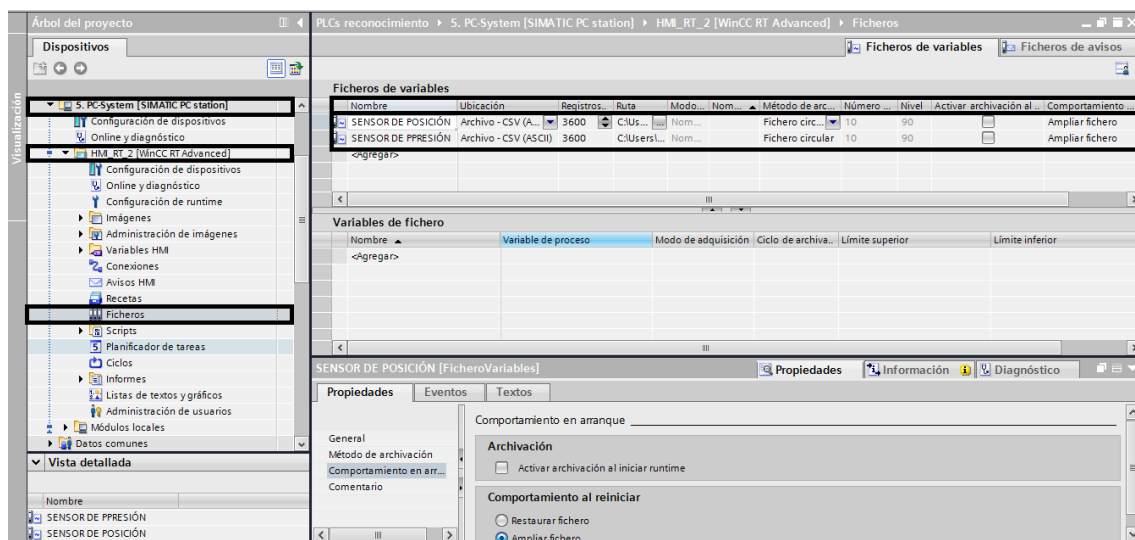 Árbol del proyecto
PLCs reconocimiento ▸ 5. PC-System [SIMATIC PC station] ▸ HMI_RT_2 [WinCC RT Advanced] ▸ Ficheros
Dispositivos
Ficheros de variables
Ficheros de avisos
Visualización
5. PC-System [SIMATIC PC station]
Configuración de dispositivos
Online y diagnóstico
HMI_RT_2 [WinCC RT Advanced]
Configuración de dispositivos
Online y diagnóstico
Configuración de runtime
Imágenes
Administración de imágenes
Variables HMI
Conexiones
Avisos HMI
Recetas
Ficheros
Scripts
Planificador de tareas
Ciclos
Informes
Listas de textos y gráficos
Administración de usuarios
Módulos locales
Datos comunes
Vista detallada
Nombre
SENSOR DE PPRESIÓN
SENSOR DE POSICIÓN
Ficheros de variables
Nombre Ubicación Registros.. Ruta Modo... Nom... Método de arc... Número ... Nivel Activar archivación al .. Comportamiento ...
SENSOR DE POSICIÓN Archivo - CSV (A... 3600 C:\Us... ... Nom... Fichero circ... 10 90 Ampliar fichero
SENSOR DE PPRESIÓN Archivo - CSV (ASCII) 3600 C:\Users\... Nom... Fichero circular 10 90 Ampliar fichero
<Agregar>
Variables de fichero
Nombre Variable de proceso Modo de adquisición Ciclo de archiva.. Límite superior Límite inferior
<Agregar>
SENSOR DE POSICIÓN [FicheroVariables]
Propiedades
Información
Diagnóstico
Propiedades Eventos Textos
General
Método de archivación
Comportamiento en arr...
Comentario
Comportamiento en arranque
Archivación
Activar archivación al iniciar runtime
Comportamiento al reiniciar
Restaurar fichero
Ampliar fichero